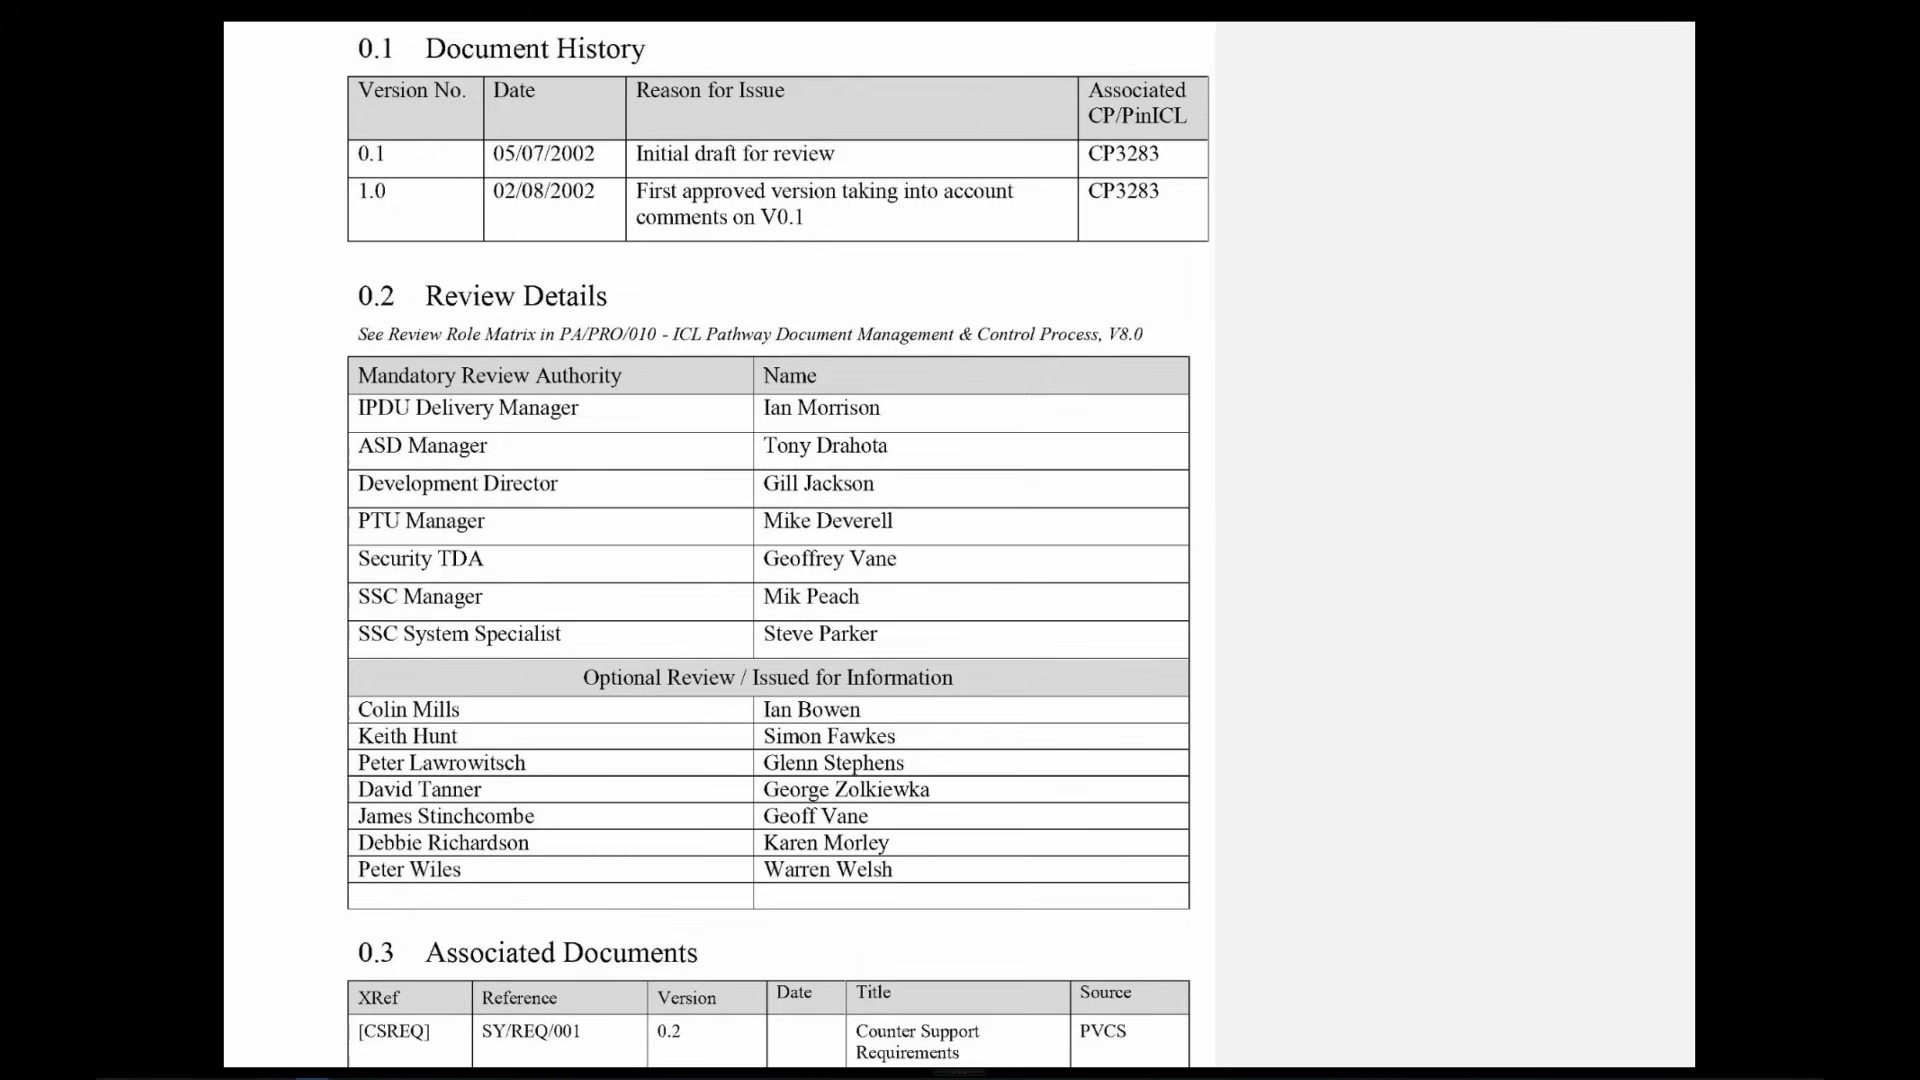 0.1 Document History
Version No. Date Reason for Issue Associated CP/PinICL
0.1 05/07/2002 Initial draft for review CP3283
1.0 02/08/2002 First approved version taking into account comments on V0.1 CP3283
0.2 Review Details
See Review Role Matrix in PA/PRO/010 - ICL Pathway Document Management & Control Process, V8.0
Mandatory Review Authority Name
IPDU Delivery Manager Ian Morrison
ASD Manager Tony Drahota
Development Director Gill Jackson
PTU Manager Mike Deverell
Security TDA Geoffrey Vane
SSC Manager Mik Peach
SSC System Specialist Steve Parker
Optional Review / Issued for Information
Colin Mills Ian Bowen
Keith Hunt Simon Fawkes
Peter Lawrowitsch Glenn Stephens
David Tanner George Zolkiewka
James Stinchcombe Geoff Vane
Debbie Richardson Karen Morley
Peter Wiles Warren Welsh
0.3 Associated Documents
XRef Reference Version Date Title Source
[CSREQ] SY/REQ/001 0.2 Counter Support Requirements PVCS